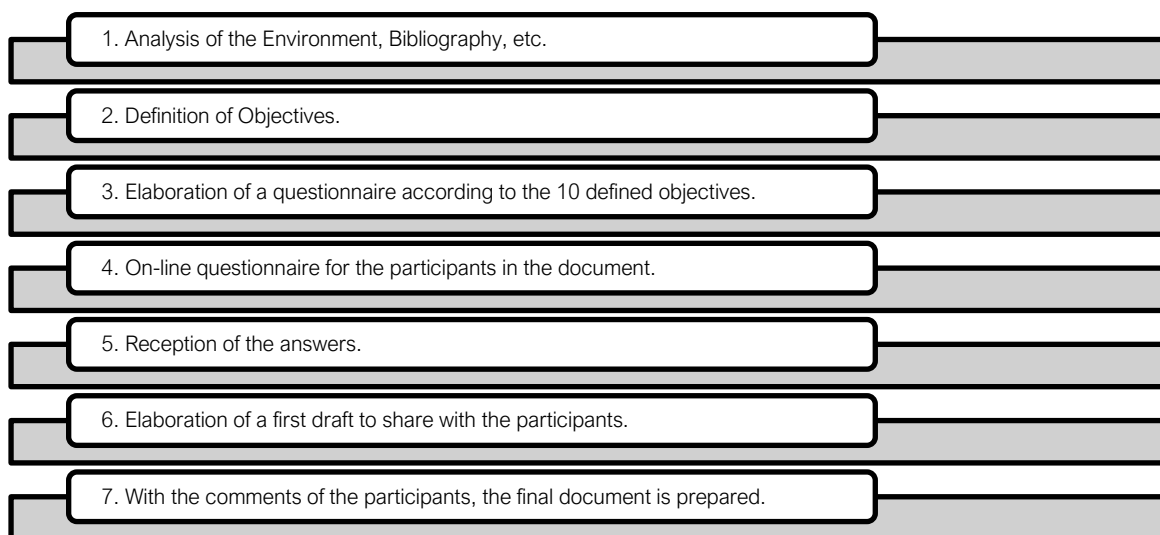 1. Analysis of the Environment, Bibliography, etc.
2. Definition of Objectives.
3. Elaboration of a questionnaire according to the 10 defined objectives.
4. On-line questionnaire for the participants in the document.
5. Reception of the answers.
6. Elaboration of a first draft to share with the participants.
7. With the comments of the participants, the final document is prepared.